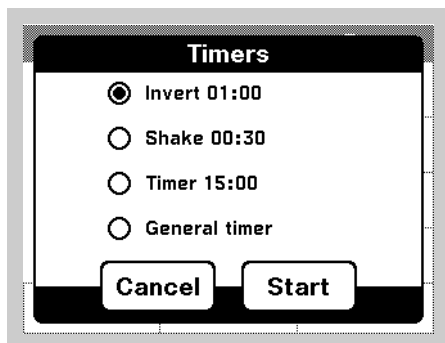 Timers
Invert 01:00
Shake 00:30
Timer 15:00
General timer
Cancel Start